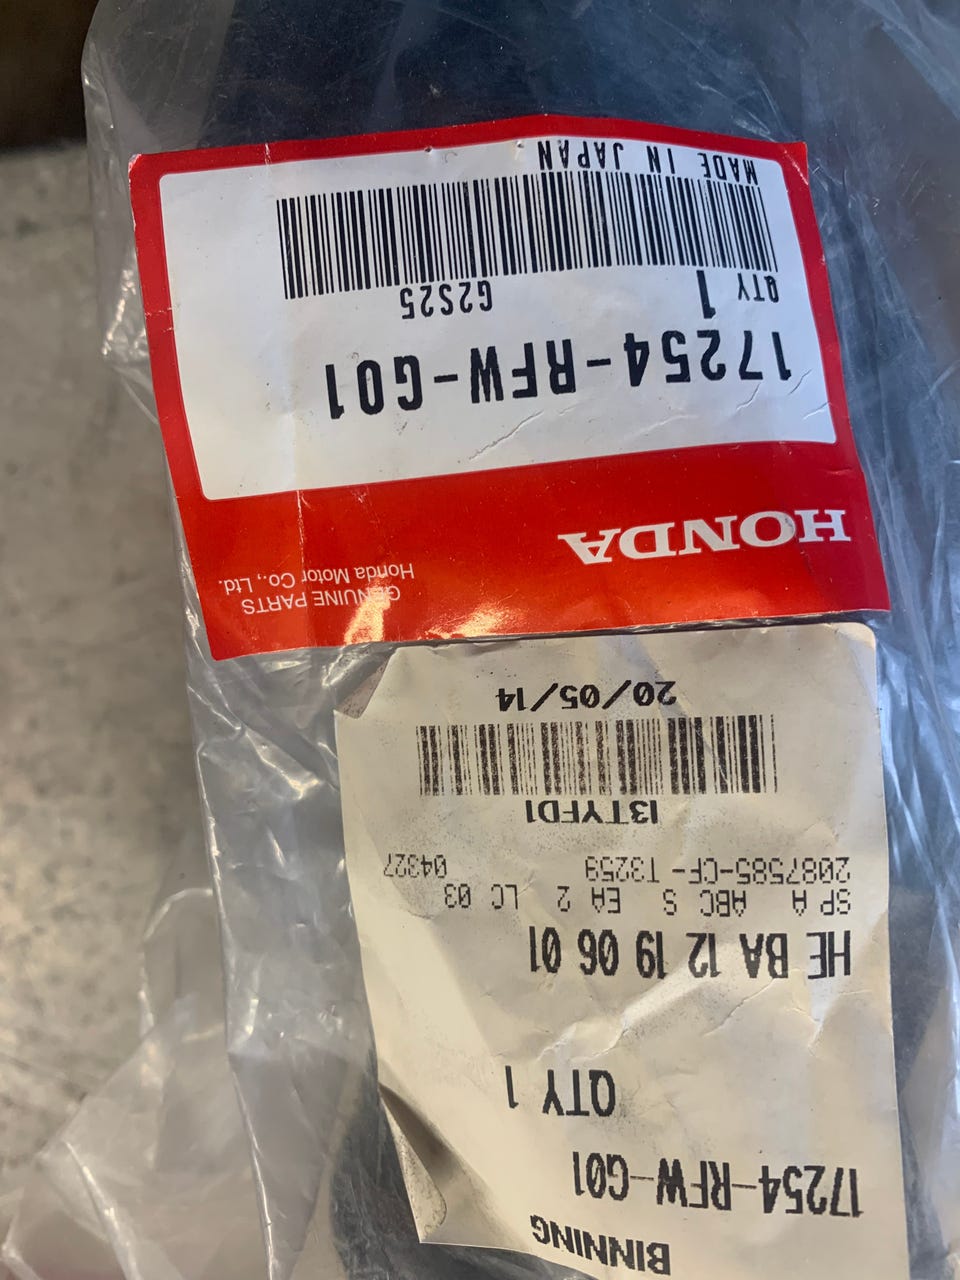 BINNING
17254-RFW-G01
QTY 1
HE BA 12 19 06 01
SP A ABC S EA 2 LC 03
2087585-CF- T3259 04327
I3TYFD1
20/05/14
GENUINE PARTS
Honda Motor Co., Ltd.
HONDA
17254-RFW-G01
QTY 1 G2S25
MADE IN JAPAN